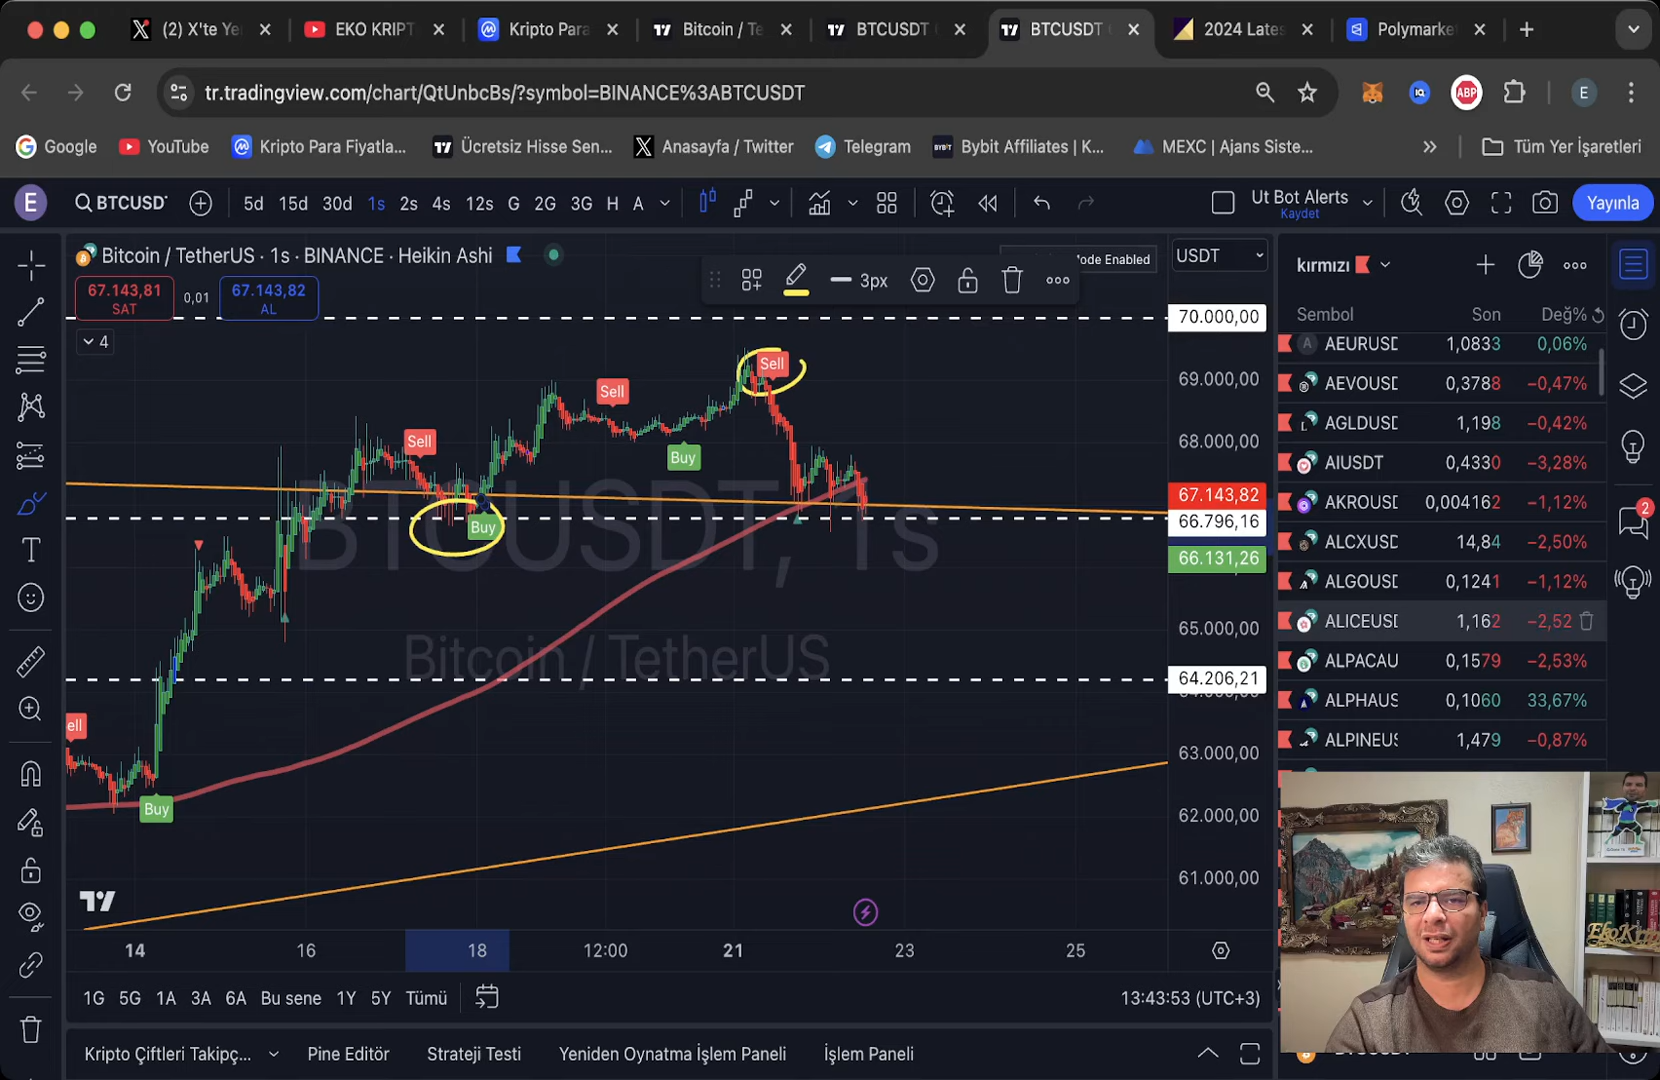 (2) X'te Ye
EKO KRIPT
Kripto Para
Bitcoin / Te
BTCUSDT
BTCUSDT
2024 Lates
Polymarke
tr.tradingview.com/chart/QtUnbcBs/?symbol=BINANCE%3ABTCUSDT
ABP
E
Google
YouTube
Kripto Para Fiyatla...
Ücretsiz Hisse Sen...
Anasayfa / Twitter
Telegram
Bybit Affiliates | K...
MEXC | Ajans Siste...
Tüm Yer İşaretleri
E
BTCUSD
5d 15d 30d 1s 2s 4s 12s G 2G 3G H A
Ut Bot Alerts
Kaydet
Yayınla
Bitcoin / TetherUS · 1s · BINANCE · Heikin Ashi
ode Enabled
USDT
67.143,81
SAT
0,01
67.143,82
AL
3px
4
Sell
Sell
Sell
Buy
Buy
ell
Buy
BTCUSDT, 1s
Bitcoin / TetherUS
70.000,00
69.000,00
68.000,00
67.143,82
66.796,16
66.131,26
65.000,00
64.206,21
63.000,00
62.000,00
61.000,00
14 16 18 12:00 21 23 25
1G 5G 1A 3A 6A Bu sene 1Y 5Y Tümü
13:43:53 (UTC+3)
Kripto Çiftleri Takipç...
Pine Editör
Strateji Testi
Yeniden Oynatma İşlem Paneli
İşlem Paneli
kırmızı
Sembol Son Değ%
AEURUSD 1,0833 0,06%
AEVOUSD 0,3788 −0,47%
AGLDUSD 1,198 −0,42%
AIUSDT 0,4330 −3,28%
AKROUSD 0,004162 −1,12%
ALCXUSD 14,84 −2,50%
ALGOUSD 0,1241 −1,12%
ALICEUSD 1,162 −2,52
ALPACAU 0,1579 −2,53%
ALPHAUS 0,1060 33,67%
ALPINEUS 1,479 −0,87%
2